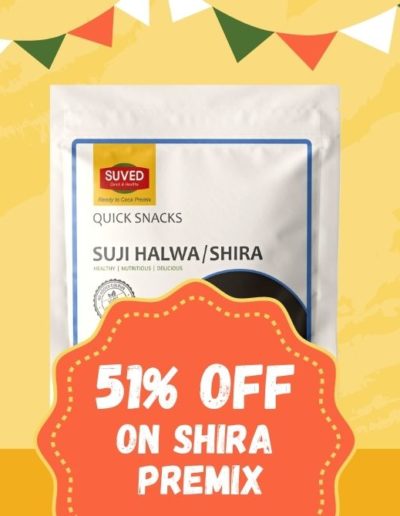 SUVED
Ready to Cook Premix
QUICK SNACKS
SUJI HALWA/SHIRA
HEALTHY | NUTRITIOUS | DELICIOUS
51% OFF
ON SHIRA
PREMIX